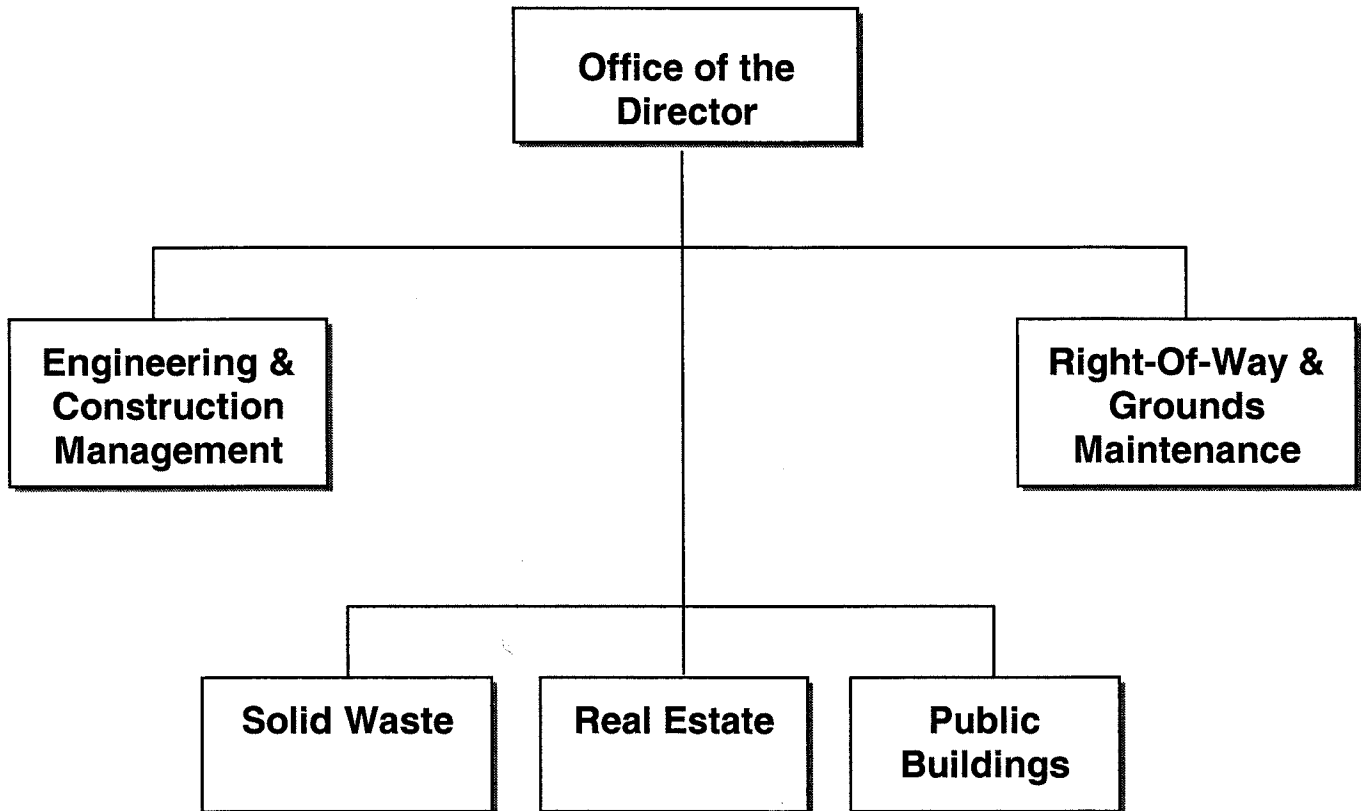 Office of the
Director
Engineering &
Construction
Management
Right-Of-Way &
Grounds
Maintenance
Solid Waste
Real Estate
Public
Buildings